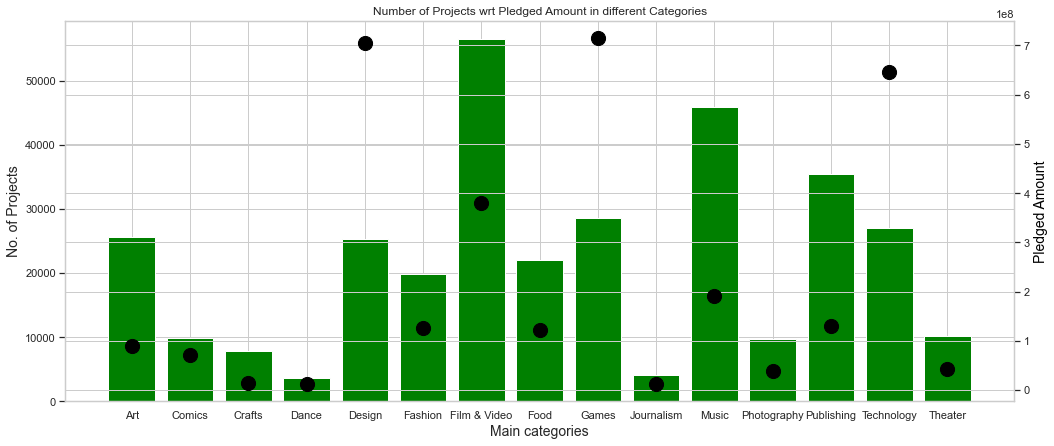 Number of Projects wrt Pledged Amount in different Categories
1e8
50000
40000
30000
20000
10000
0
No. of Projects
7
6
5
4
3
2
1
0
Pledged Amount
Art Comics Crafts Dance Design Fashion Film & Video Food Games Journalism Music Photography Publishing Technology Theater
Main categories